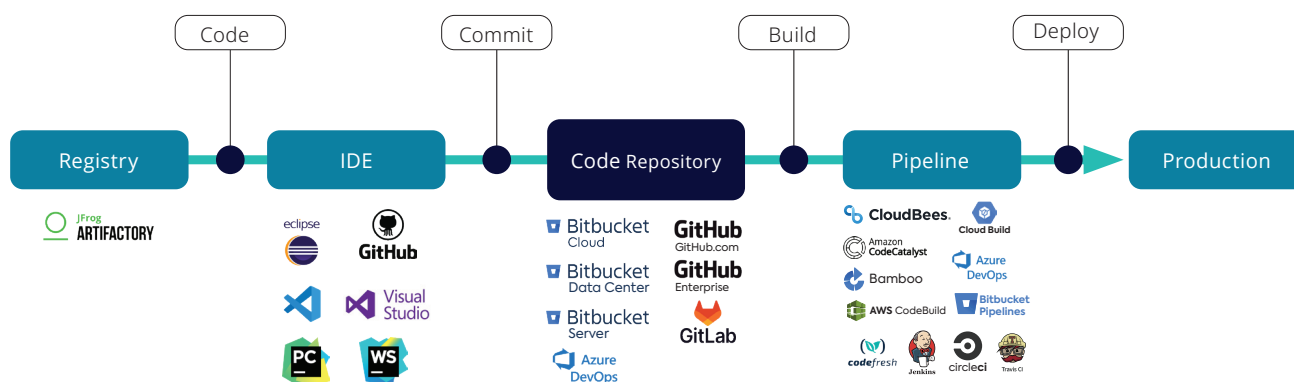 Code
Commit
Build
Deploy
Registry
IDE
Code Repository
Pipeline
Production
JFrog
ARTIFACTORY
eclipse
GitHub
Visual
Studio
PC
WS
Bitbucket
Cloud
Bitbucket
Data Center
Bitbucket
Server
Azure
DevOps
GitHub
GitHub.com
GitHub
Enterprise
GitLab
CloudBees.
Amazon
CodeCatalyst
Bamboo
AWS CodeBuild
Cloud Build
Azure
DevOps
Bitbucket
Pipelines
codefresh
Jenkins
circleci
Travis CI